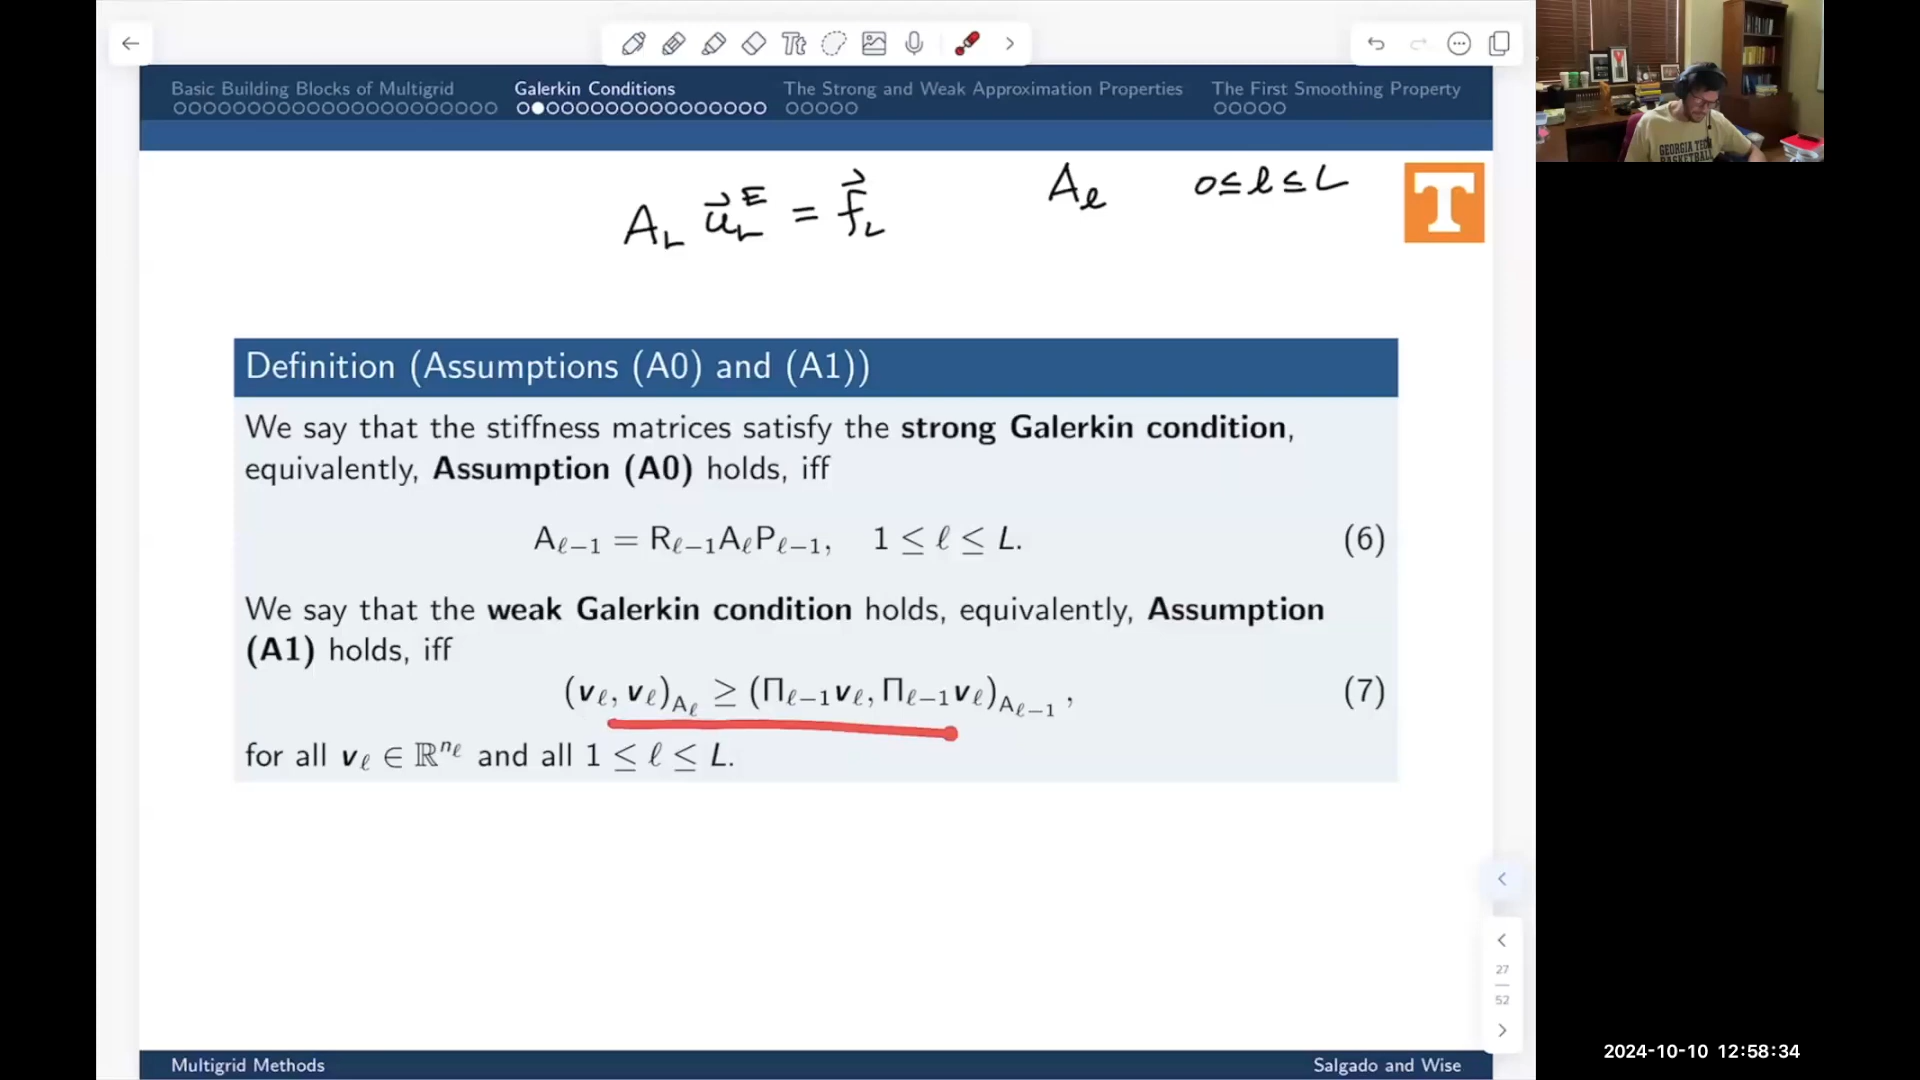 Basic Building Blocks of Multigrid Galerkin Conditions The Strong and Weak Approximation Properties The First Smoothing Property
A_L u⃗_L^E = f⃗_L A_ℓ 0≤ℓ≤L
T
Definition (Assumptions (A0) and (A1))
We say that the stiffness matrices satisfy the strong Galerkin condition,
equivalently, Assumption (A0) holds, iff
A_{ℓ−1} = R_{ℓ−1}A_ℓP_{ℓ−1}, 1 ≤ ℓ ≤ L. (6)
We say that the weak Galerkin condition holds, equivalently, Assumption
(A1) holds, iff
(v_ℓ, v_ℓ)_{A_ℓ} ≥ (Π_{ℓ−1}v_ℓ, Π_{ℓ−1}v_ℓ)_{A_{ℓ−1}}, (7)
for all v_ℓ ∈ ℝ^{n_ℓ} and all 1 ≤ ℓ ≤ L.
27
52
Multigrid Methods Salgado and Wise
GEORGIA TECH
BASKETBALL
2024-10-10 12:58:34